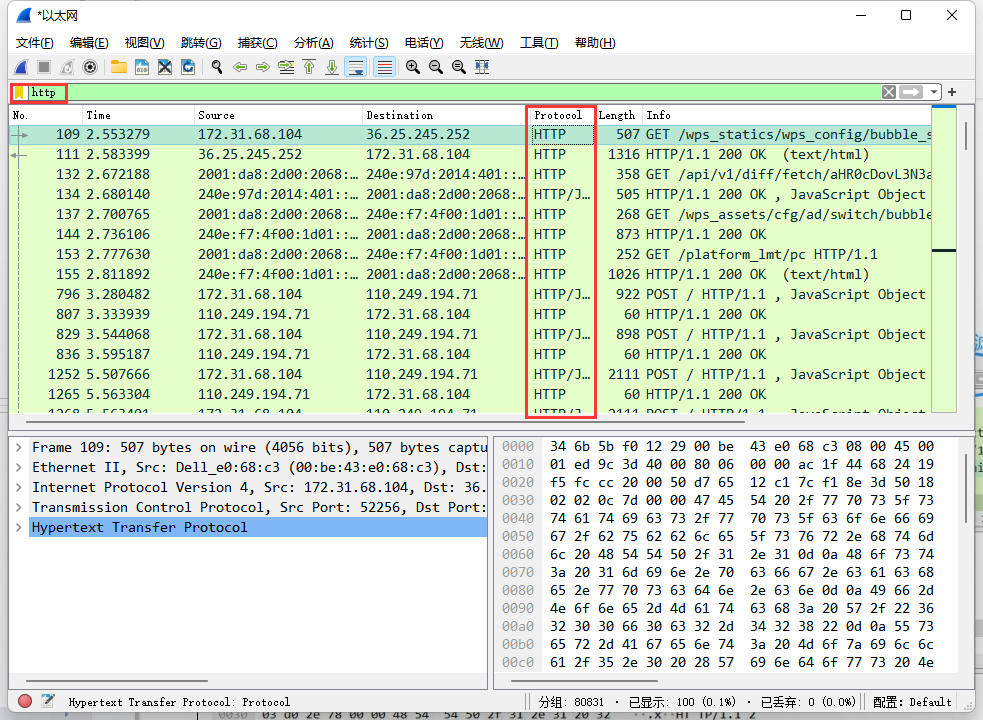 *以太网
文件(F) 编辑(E) 视图(V) 跳转(G) 捕获(C) 分析(A) 统计(S) 电话(Y) 无线(W) 工具(T) 帮助(H)
http
No. Time Source Destination Protocol Length Info
109 2.553279 172.31.68.104 36.25.245.252 HTTP 507 GET /wps_statics/wps_config/bubble_s
111 2.583399 36.25.245.252 172.31.68.104 HTTP 1316 HTTP/1.1 200 OK (text/html)
132 2.672188 2001:da8:2d00:2068:… 240e:97d:2014:401::… HTTP 358 GET /api/v1/diff/fetch/aHR0cDovL3N3a
134 2.680140 240e:97d:2014:401::… 2001:da8:2d00:2068:… HTTP/J… 505 HTTP/1.1 200 OK , JavaScript Object
137 2.700765 2001:da8:2d00:2068:… 240e:f7:4f00:1d01::… HTTP 268 GET /wps_assets/cfg/ad/switch/bubble
144 2.736106 240e:f7:4f00:1d01::… 2001:da8:2d00:2068:… HTTP 873 HTTP/1.1 200 OK
153 2.777630 2001:da8:2d00:2068:… 240e:f7:4f00:1d01::… HTTP 252 GET /platform_lmt/pc HTTP/1.1
155 2.811892 240e:f7:4f00:1d01::… 2001:da8:2d00:2068:… HTTP 1026 HTTP/1.1 200 OK (text/html)
796 3.280482 172.31.68.104 110.249.194.71 HTTP/J… 922 POST / HTTP/1.1 , JavaScript Object
807 3.333939 110.249.194.71 172.31.68.104 HTTP 60 HTTP/1.1 200 OK
829 3.544068 172.31.68.104 110.249.194.71 HTTP/J… 898 POST / HTTP/1.1 , JavaScript Object
836 3.595187 110.249.194.71 172.31.68.104 HTTP 60 HTTP/1.1 200 OK
1252 5.507666 172.31.68.104 110.249.194.71 HTTP/J… 2111 POST / HTTP/1.1 , JavaScript Object
1265 5.563304 110.249.194.71 172.31.68.104 HTTP 60 HTTP/1.1 200 OK
1268 5.563401 172.31.68.104 110.249.194.71 HTTP/J… 2111 POST / HTTP/1.1 , JavaScript Object
Frame 109: 507 bytes on wire (4056 bits), 507 bytes captu
Ethernet II, Src: Dell_e0:68:c3 (00:be:43:e0:68:c3), Dst:
Internet Protocol Version 4, Src: 172.31.68.104, Dst: 36.
Transmission Control Protocol, Src Port: 52256, Dst Port:
Hypertext Transfer Protocol
0000 34 6b 5b f0 12 29 00 be 43 e0 68 c3 08 00 45 00
0010 01 ed 9c 3d 40 00 80 06 00 00 ac 1f 44 68 24 19
0020 f5 fc cc 20 00 50 d7 65 12 c1 7c f1 8e 3d 50 18
0030 02 02 0c 7d 00 00 47 45 54 20 2f 77 70 73 5f 73
0040 74 61 74 69 63 73 2f 77 70 73 5f 63 6f 6e 66 69
0050 67 2f 62 75 62 62 6c 65 5f 73 76 72 2e 68 74 6d
0060 6c 20 48 54 54 50 2f 31 2e 31 0d 0a 48 6f 73 74
0070 3a 20 31 6d 69 6e 2e 70 63 66 67 2e 63 61 63 68
0080 65 2e 77 70 73 63 64 6e 2e 63 6e 0d 0a 49 66 2d
0090 4e 6f 6e 65 2d 4d 61 74 63 68 3a 20 57 2f 22 36
00a0 32 30 30 66 30 63 32 2d 34 32 38 22 0d 0a 55 73
00b0 65 72 2d 41 67 65 6e 74 3a 20 4d 6f 7a 69 6c 6c
00c0 61 2f 35 2e 30 20 28 57 69 6e 64 6f 77 73 20 4e
Hypertext Transfer Protocol: Protocol 分组: 80831 · 已显示: 100 (0.1%) · 已丢弃: 0 (0.0%) 配置: Default